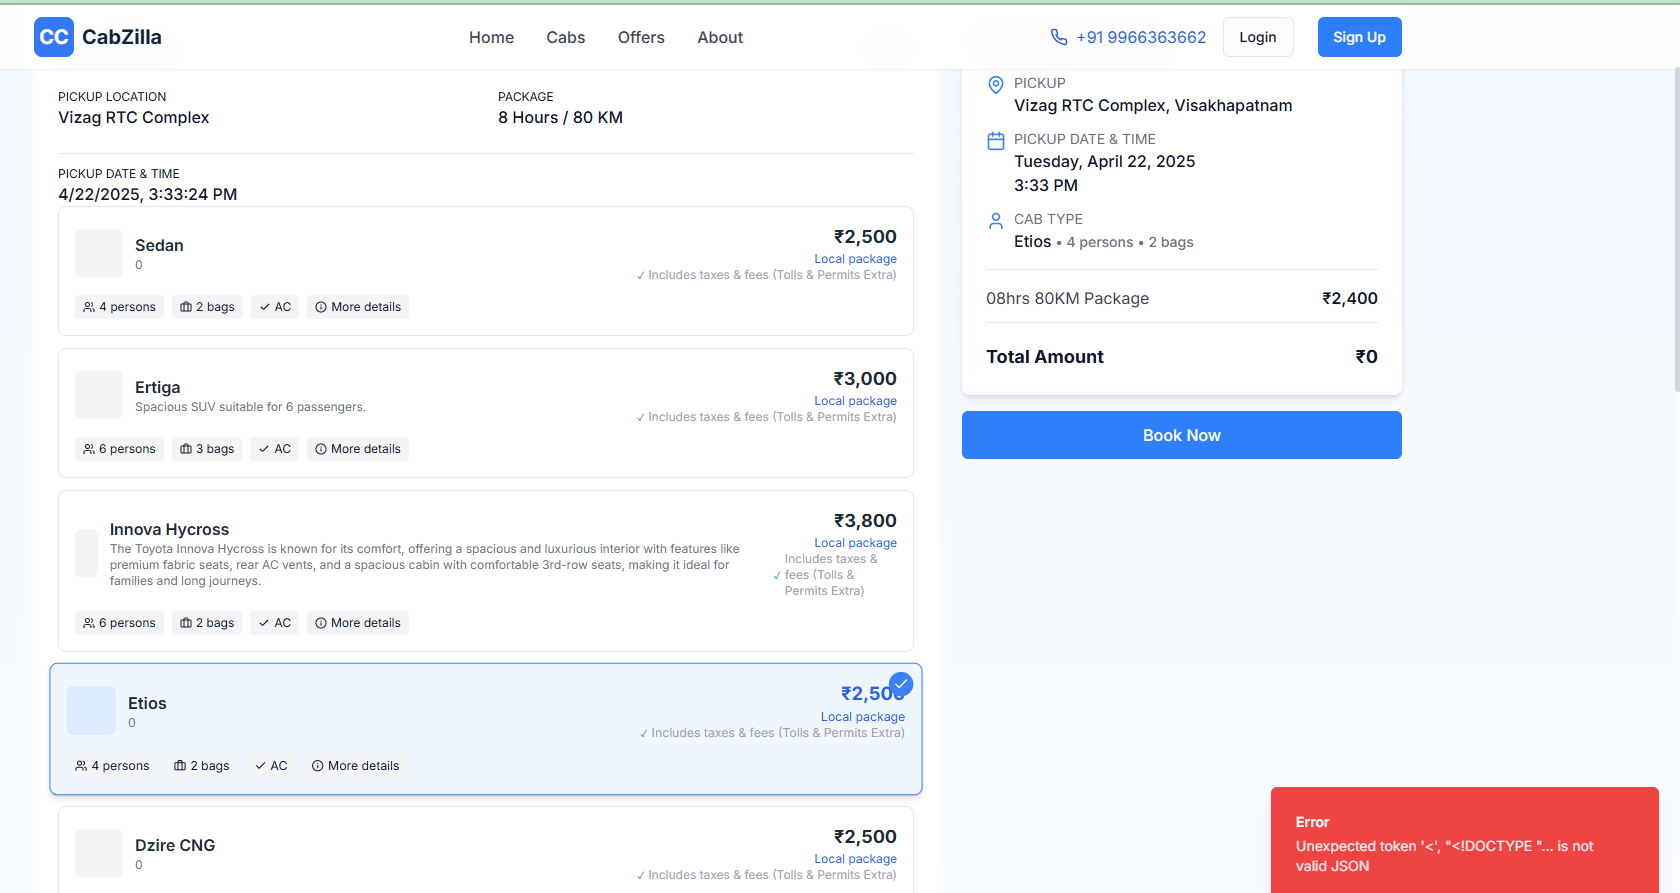 CC CabZilla
Home Cabs Offers About
+91 9966363662
Login
Sign Up
PICKUP LOCATION
Vizag RTC Complex
PACKAGE
8 Hours / 80 KM
PICKUP DATE & TIME
4/22/2025, 3:33:24 PM
Sedan
0
₹2,500
Local package
✓ Includes taxes & fees (Tolls & Permits Extra)
4 persons 2 bags AC More details
Ertiga
Spacious SUV suitable for 6 passengers.
₹3,000
Local package
✓ Includes taxes & fees (Tolls & Permits Extra)
6 persons 3 bags AC More details
Innova Hycross
The Toyota Innova Hycross is known for its comfort, offering a spacious and luxurious interior with features like
premium fabric seats, rear AC vents, and a spacious cabin with comfortable 3rd-row seats, making it ideal for
families and long journeys.
₹3,800
Local package
Includes taxes &
✓ fees (Tolls &
Permits Extra)
6 persons 2 bags AC More details
Etios
0
₹2,500
Local package
✓ Includes taxes & fees (Tolls & Permits Extra)
4 persons 2 bags AC More details
Dzire CNG
0
₹2,500
Local package
✓ Includes taxes & fees (Tolls & Permits Extra)
PICKUP
Vizag RTC Complex, Visakhapatnam
PICKUP DATE & TIME
Tuesday, April 22, 2025
3:33 PM
CAB TYPE
Etios • 4 persons • 2 bags
08hrs 80KM Package ₹2,400
Total Amount ₹0
Book Now
Error
Unexpected token '<', "<!DOCTYPE "... is not
valid JSON